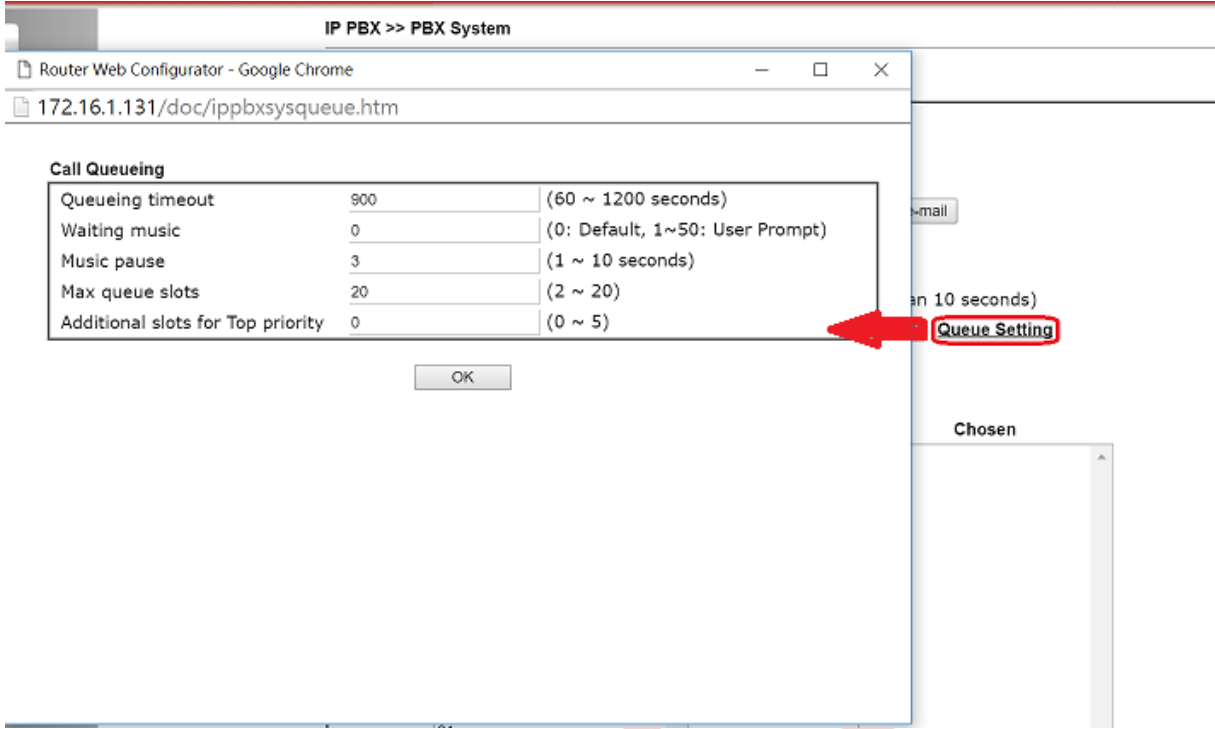 IP PBX >> PBX System
Router Web Configurator - Google Chrome
172.16.1.131/doc/ippbxsysqueue.htm
Call Queueing
Queueing timeout 900 (60 ~ 1200 seconds)
Waiting music 0 (0: Default, 1~50: User Prompt)
Music pause 3 (1 ~ 10 seconds)
Max queue slots 20 (2 ~ 20)
Additional slots for Top priority 0 (0 ~ 5)
OK
-mail
an 10 seconds)
Queue Setting
Chosen